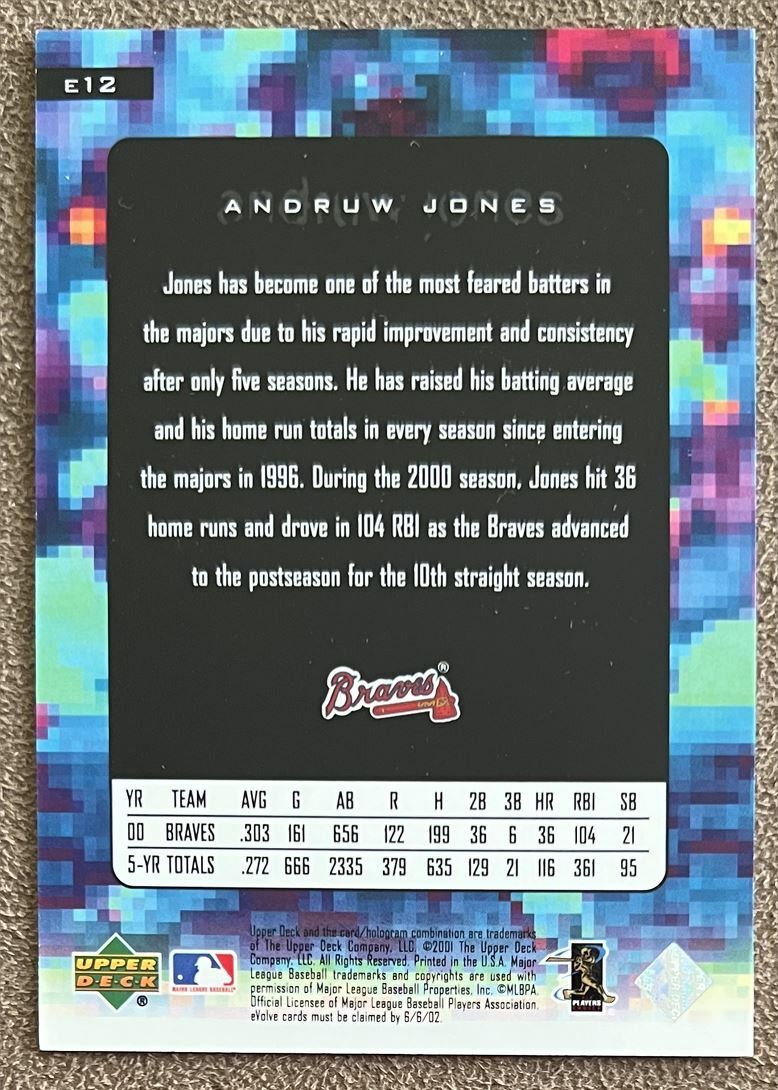 E12
ANDRUW JONES
Jones has become one of the most feared batters in
the majors due to his rapid improvement and consistency
after only five seasons. He has raised his batting average
and his home run totals in every season since entering
the majors in 1996. During the 2000 season, Jones hit 36
home runs and drove in 104 RBI as the Braves advanced
to the postseason for the 10th straight season.
Braves®
YR TEAM AVG G AB R H 2B 3B HR RBI SB
00 BRAVES .303 161 656 122 199 36 6 36 104 21
5-YR TOTALS .272 666 2335 379 635 129 21 116 361 95
Upper Deck and the card/hologram combination are trademarks
of The Upper Deck Company, LLC. ©2001 The Upper Deck
Company, LLC. All Rights Reserved. Printed in the U.S.A. Major
League Baseball trademarks and copyrights are used with
permission of Major League Baseball Properties, Inc. ©MLBPA.
Official Licensee of Major League Baseball Players Association.
eVolve cards must be claimed by 6/6/02.
UPPER
D·E·C·K
®
MAJOR LEAGUE BASEBALL
PLAYERS
CHOICE
UPPER DECK